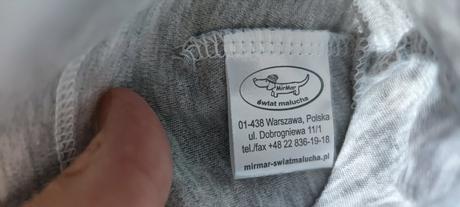 MirMar
świat malucha
01-438 Warszawa, Polska
ul. Dobrogniewa 11/1
tel./fax +48 22 836-19-18
mirmar-swiatmalucha.pl